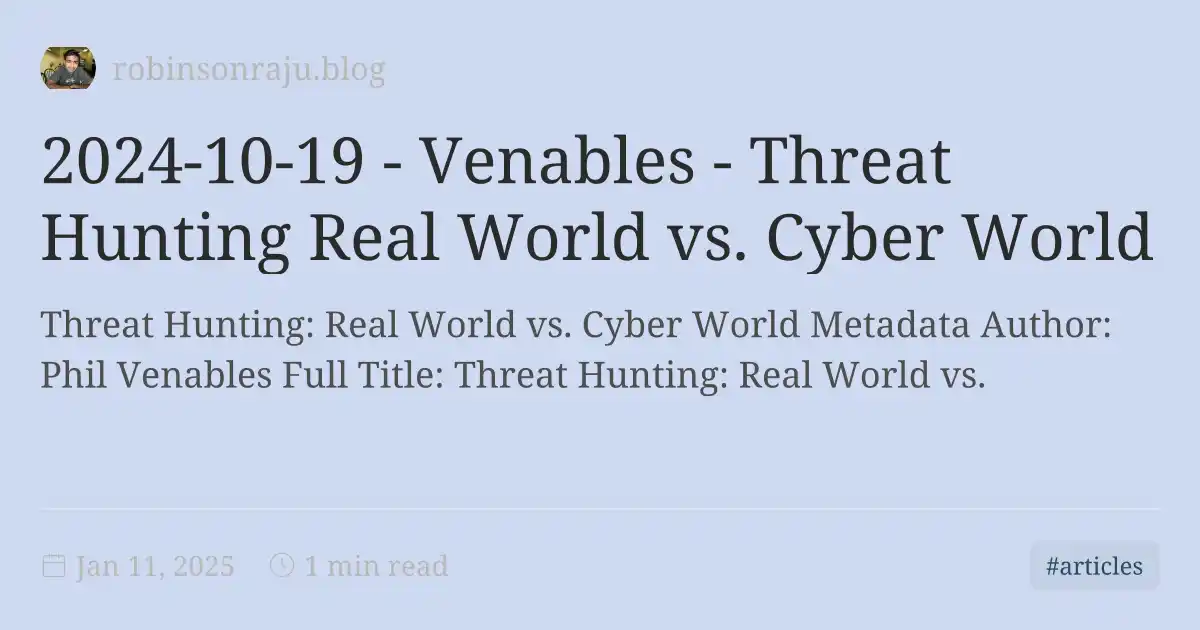 robinsonraju.blog
2024-10-19 - Venables - Threat
Hunting Real World vs. Cyber World
Threat Hunting: Real World vs. Cyber World Metadata Author:
Phil Venables Full Title: Threat Hunting: Real World vs.
Jan 11, 2025
1 min read
#articles